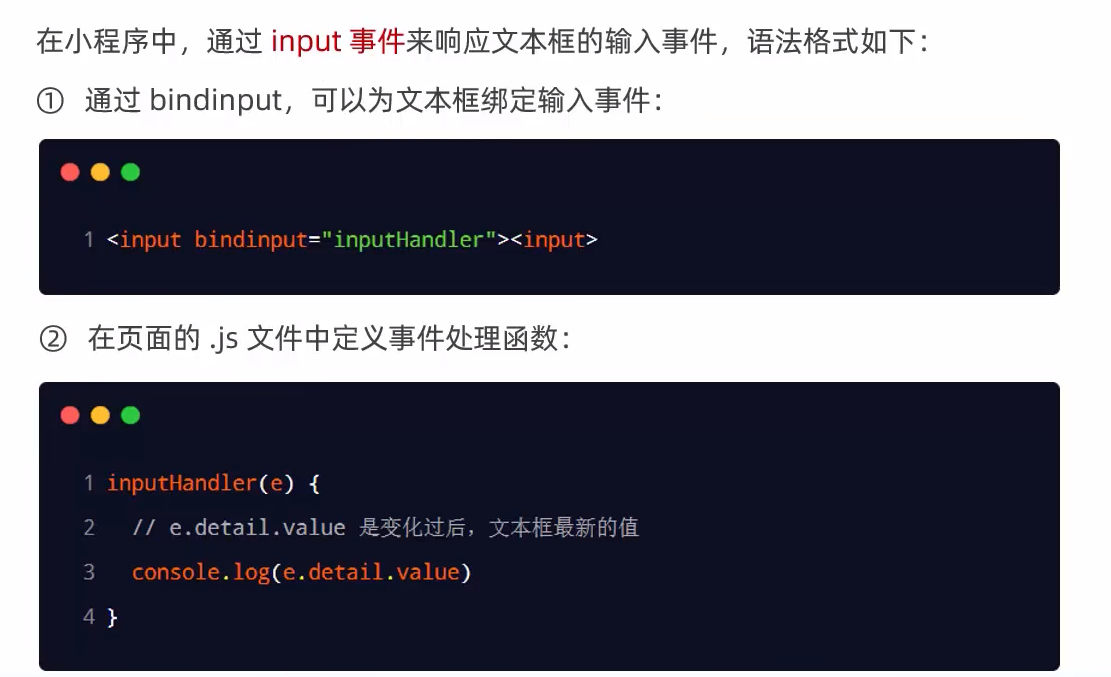 在小程序中，通过 input 事件来响应文本框的输入事件，语法格式如下：
① 通过 bindinput，可以为文本框绑定输入事件：
1 <input bindinput="inputHandler"><input>
② 在页面的 .js 文件中定义事件处理函数：
1 inputHandler(e) {
2   // e.detail.value 是变化过后，文本框最新的值
3   console.log(e.detail.value)
4 }